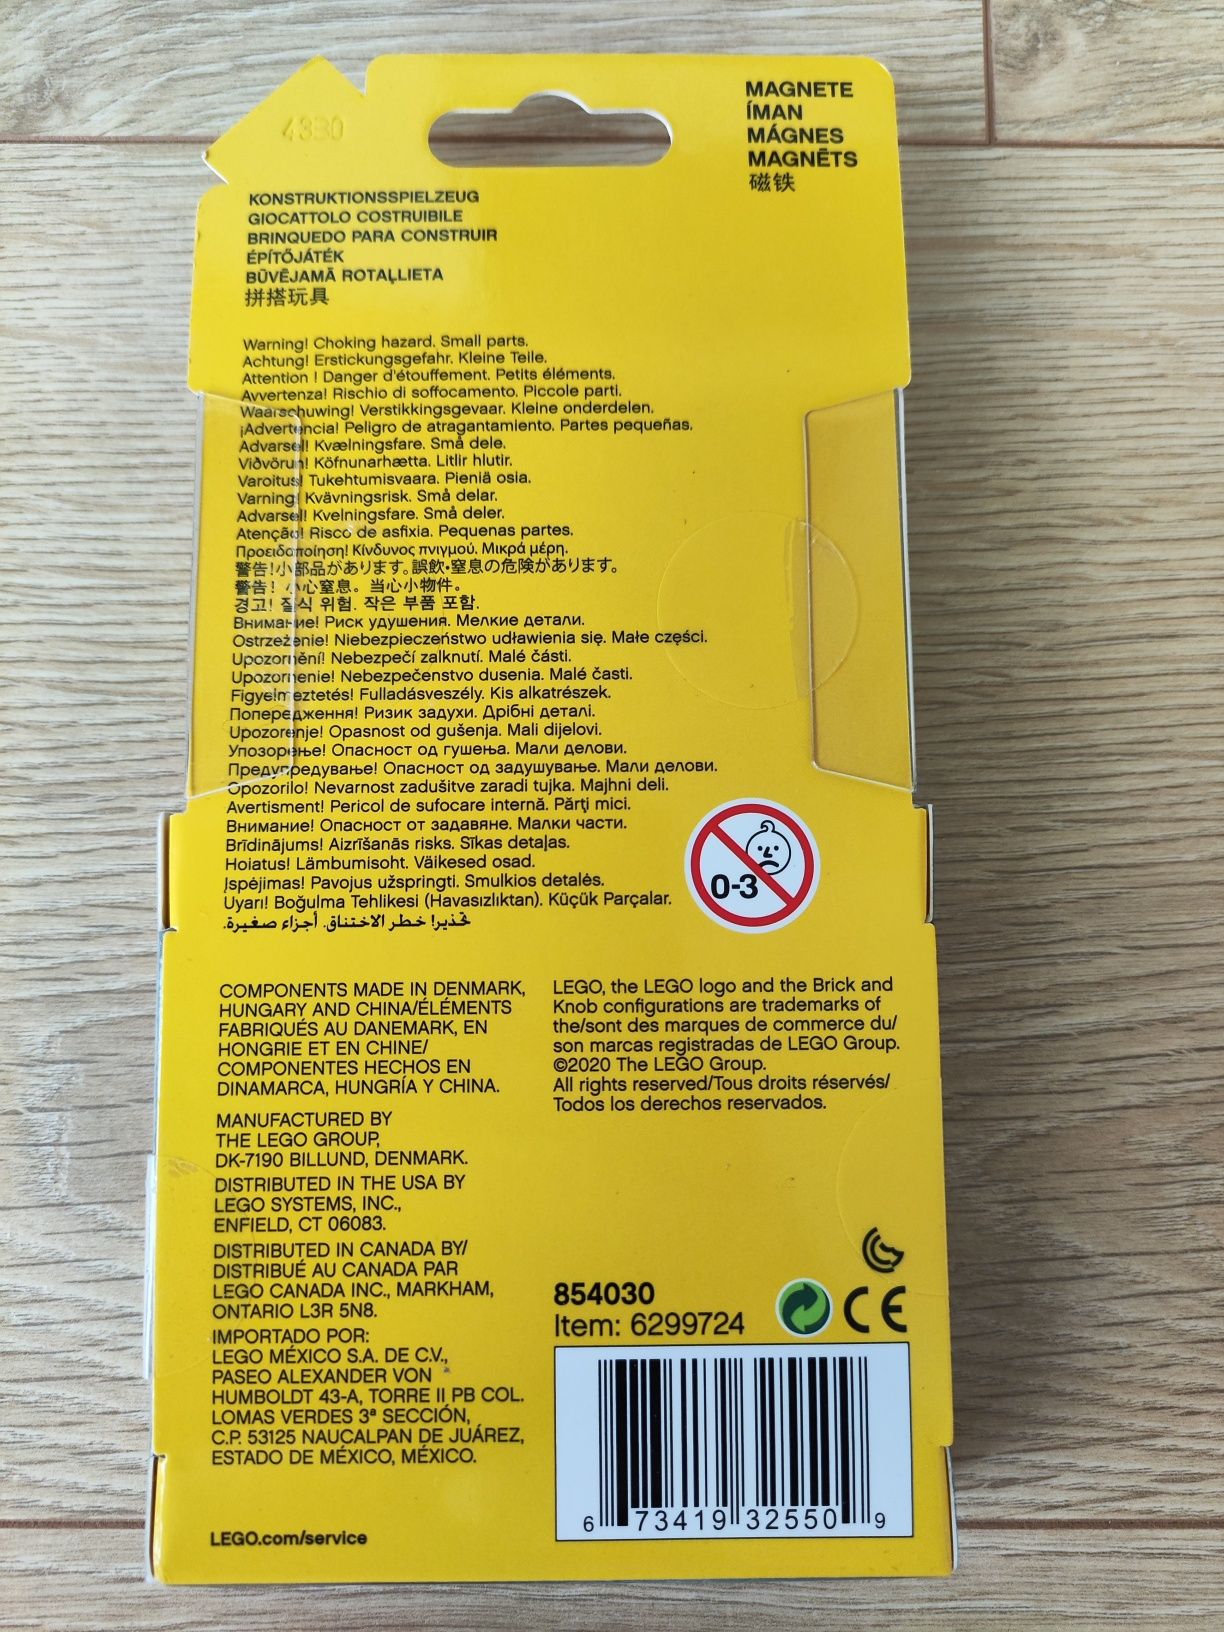 43B0
MAGNETE
ÍMAN
MÁGNES
MAGNĒTS
磁铁
KONSTRUKTIONSSPIELZEUG
GIOCATTOLO COSTRUIBILE
BRINQUEDO PARA CONSTRUIR
ÉPÍTŐJÁTÉK
BŪVĒJAMĀ ROTAĻLIETA
拼搭玩具
Warning! Choking hazard. Small parts.
Achtung! Erstickungsgefahr. Kleine Teile.
Attention ! Danger d'étouffement. Petits éléments.
Avvertenza! Rischio di soffocamento. Piccole parti.
Waarschuwing! Verstikkingsgevaar. Kleine onderdelen.
¡Advertencia! Peligro de atragantamiento. Partes pequeñas.
Advarsel! Kvælningsfare. Små dele.
Viðvörun! Köfnunarhætta. Litlir hlutir.
Varoitus! Tukehtumisvaara. Pieniä osia.
Varning! Kvävningsrisk. Små delar.
Advarsel! Kvelningsfare. Små deler.
Atenção! Risco de asfixia. Pequenas partes.
Προειδοποίηση! Κίνδυνος πνιγμού. Μικρά μέρη.
警告!小部品があります。誤飲・窒息の危険があります。
警告！小心窒息。当心小物件。
경고! 질식 위험. 작은 부품 포함.
Внимание! Риск удушения. Мелкие детали.
Ostrzeżenie! Niebezpieczeństwo udławienia się. Małe części.
Upozornění! Nebezpečí zalknutí. Malé části.
Upozornenie! Nebezpečenstvo dusenia. Malé časti.
Figyelmeztetés! Fulladásveszély. Kis alkatrészek.
Попередження! Ризик задухи. Дрібні деталі.
Upozorenje! Opasnost od gušenja. Mali dijelovi.
Упозорење! Опасност од гушења. Мали делови.
Предупредување! Опасност од задушување. Мали делови.
Opozorilo! Nevarnost zadušitve zaradi tujka. Majhni deli.
Avertisment! Pericol de sufocare internă. Părţi mici.
Внимание! Опасност от задавяне. Малки части.
Brīdinājums! Aizrīšanās risks. Sīkas detaļas.
Hoiatus! Lämbumisoht. Väikesed osad.
Įspėjimas! Pavojus užspringti. Smulkios detalės.
Uyarı! Boğulma Tehlikesi (Havasızlıktan). Küçük Parçalar.
تحذير! خطر الاختناق. أجزاء صغيرة.
0-3
COMPONENTS MADE IN DENMARK,
HUNGARY AND CHINA/ÉLÉMENTS
FABRIQUÉS AU DANEMARK, EN
HONGRIE ET EN CHINE/
COMPONENTES HECHOS EN
DINAMARCA, HUNGRÍA Y CHINA.
MANUFACTURED BY
THE LEGO GROUP,
DK-7190 BILLUND, DENMARK.
DISTRIBUTED IN THE USA BY
LEGO SYSTEMS, INC.,
ENFIELD, CT 06083.
DISTRIBUTED IN CANADA BY/
DISTRIBUÉ AU CANADA PAR
LEGO CANADA INC., MARKHAM,
ONTARIO L3R 5N8.
IMPORTADO POR:
LEGO MÉXICO S.A. DE C.V.,
PASEO ALEXANDER VON
HUMBOLDT 43-A, TORRE II PB COL.
LOMAS VERDES 3ª SECCIÓN,
C.P. 53125 NAUCALPAN DE JUÁREZ,
ESTADO DE MÉXICO, MÉXICO.
LEGO.com/service
LEGO, the LEGO logo and the Brick and
Knob configurations are trademarks of
the/sont des marques de commerce du/
son marcas registradas de LEGO Group.
©2020 The LEGO Group.
All rights reserved/Tous droits réservés/
Todos los derechos reservados.
854030
Item: 6299724
CE
6 73419 32550 9